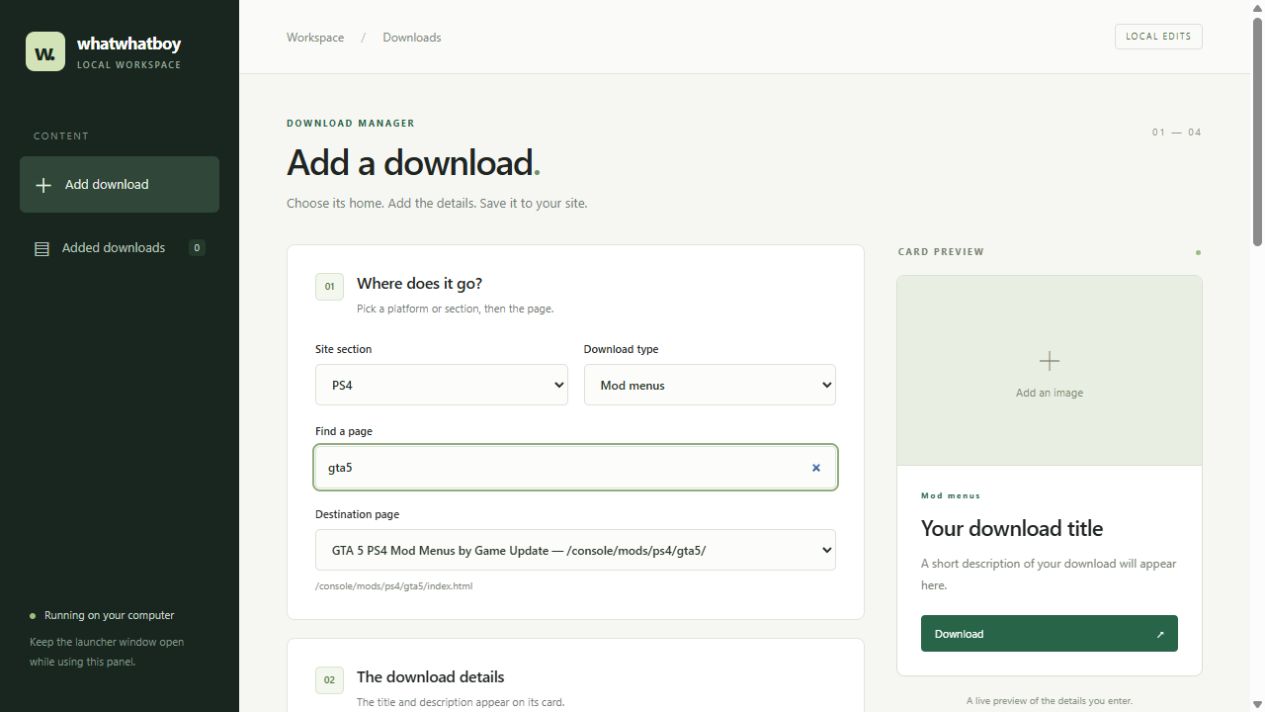 w.
whatwhatboy
LOCAL WORKSPACE
CONTENT
Add download
Added downloads 0
Running on your computer
Keep the launcher window open
while using this panel.
Workspace / Downloads
LOCAL EDITS
DOWNLOAD MANAGER
01 — 04
Add a download.
Choose its home. Add the details. Save it to your site.
01 Where does it go?
Pick a platform or section, then the page.
Site section
PS4
Download type
Mod menus
Find a page
gta5
Destination page
GTA 5 PS4 Mod Menus by Game Update — /console/mods/ps4/gta5/
/console/mods/ps4/gta5/index.html
02 The download details
The title and description appear on its card.
CARD PREVIEW
Add an image
Mod menus
Your download title
A short description of your download will appear
here.
Download ↗
A live preview of the details you enter.